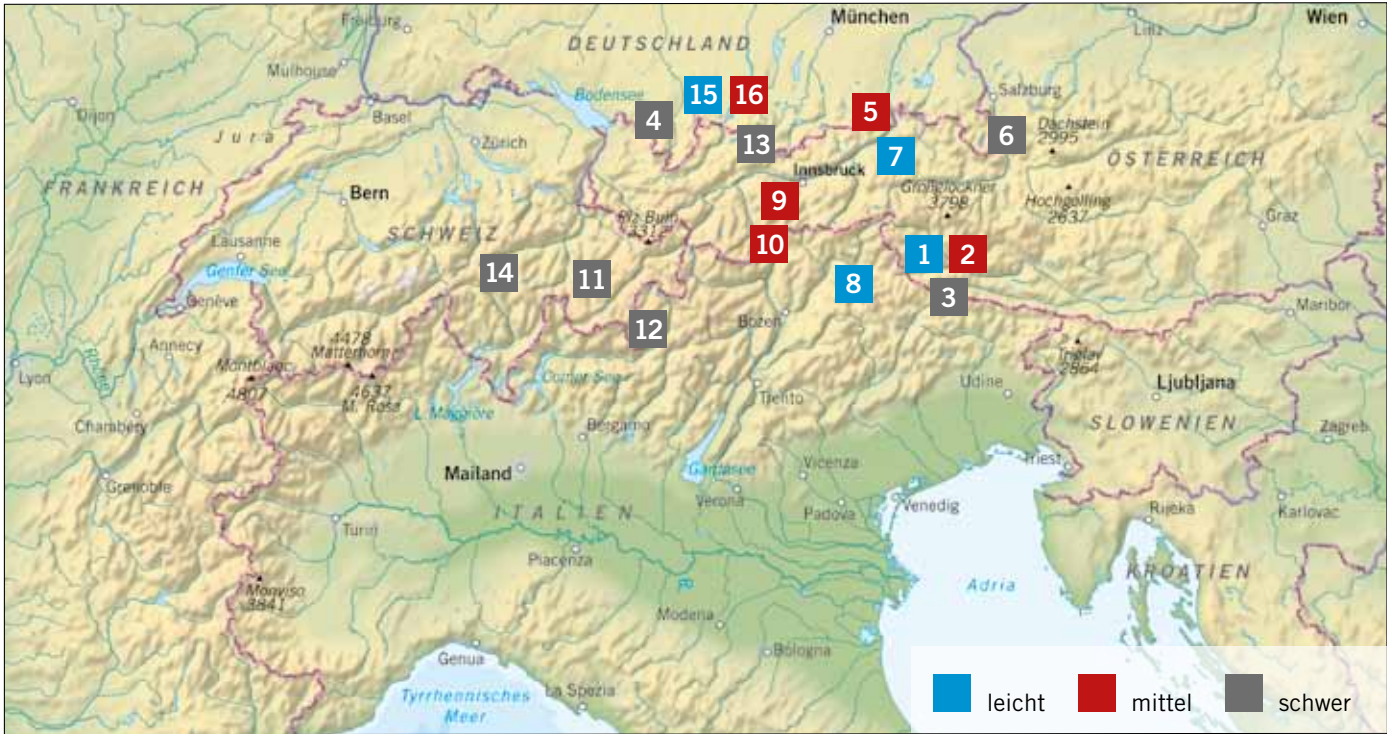 Freiburg
München
Wien
DEUTSCHLAND
Linz
Mulhouse
15
16
Bodensee
Salzburg
Dijon
5
Basel
4
6
Dachstein
2995
Jura
Zürich
13
7
ÖSTERREICH
Innsbruck
FRANKREICH
Bern
Großglockner
3798
Hochgolling
2637
9
Graz
Piz Buin
3312
SCHWEIZ
10
Lausanne
1
2
Genfer See
14
11
8
3
Genève
Maribor
12
Bozen
4478
Matterhorn
Annecy
Montblanc
4807
Triglav
2864
Rhône
Lyon
4637
M. Rosa
Comer See
Udine
Ljubljana
L. Maggiore
Trento
Chambéry
Bergamo
SLOWENIEN
Zagreb
Mailand
Gardasee
Vicenza
Triest
Grenoble
Verona
Venedig
Padova
ITALIEN
Rijeka
Karlovac
Turin
Piacenza
Adria
KROATIEN
Monviso
3841
Modena
Bologna
Genua
La Spezia
Tyrrhennisches
Meer
leicht
mittel
schwer